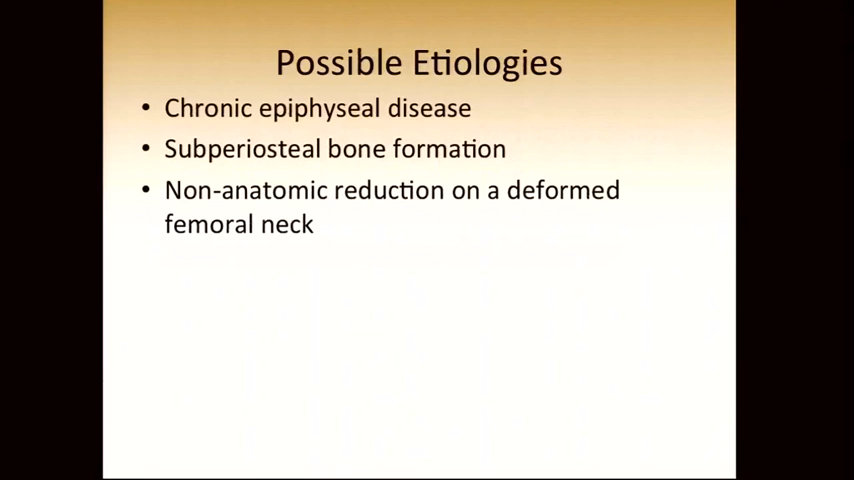 Possible Etiologies
• Chronic epiphyseal disease
• Subperiosteal bone formation
• Non-anatomic reduction on a deformed
femoral neck